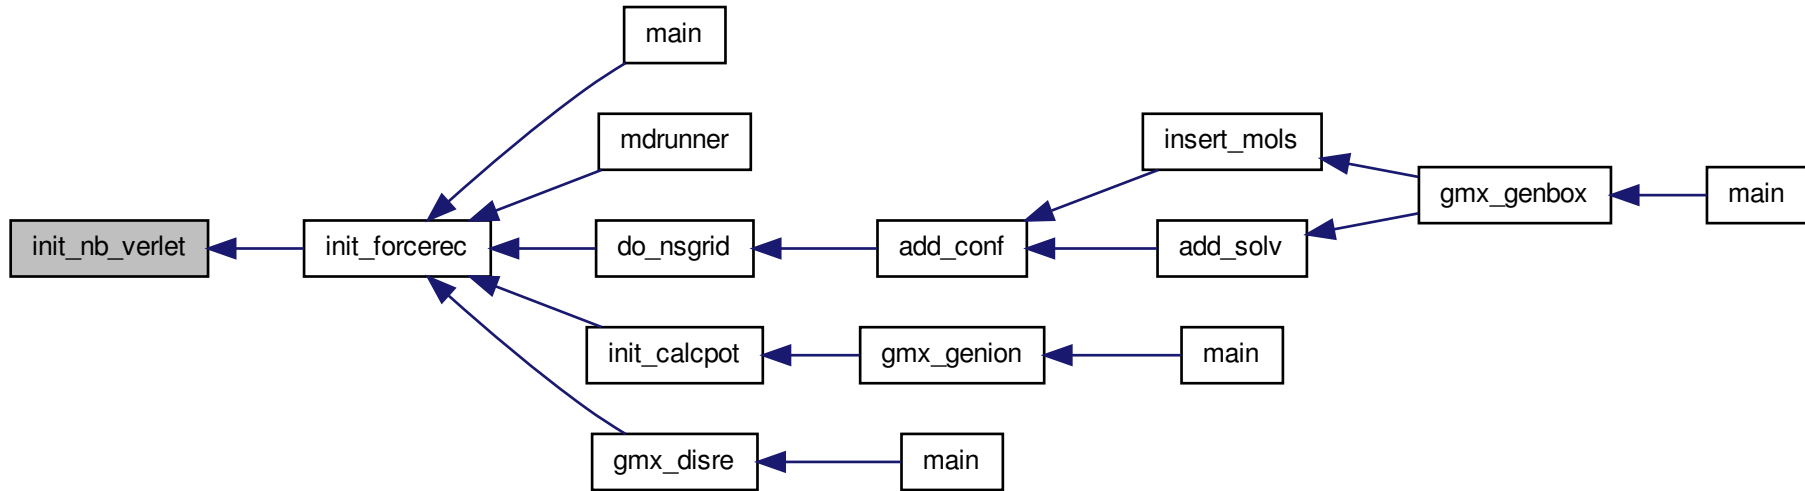 main
mdrunner
insert_mols
gmx_genbox
main
init_nb_verlet
init_forcerec
do_nsgrid
add_conf
add_solv
init_calcpot
gmx_genion
main
gmx_disre
main